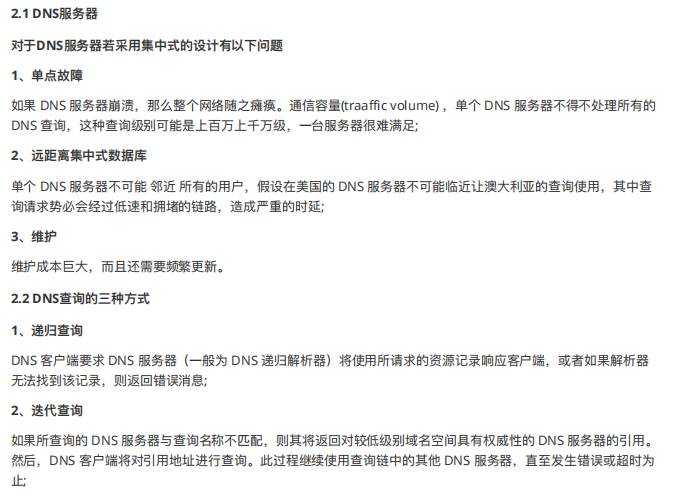 2.1 DNS服务器
对于DNS服务器若采用集中式的设计有以下问题
1、单点故障
如果 DNS 服务器崩溃，那么整个网络随之瘫痪。通信容量(traaffic volume) ，单个 DNS 服务器不得不处理所有的
DNS 查询，这种查询级别可能是上百万上千万级，一台服务器很难满足;
2、远距离集中式数据库
单个 DNS 服务器不可能 邻近 所有的用户，假设在美国的 DNS 服务器不可能临近让澳大利亚的查询使用，其中查
询请求势必会经过低速和拥堵的链路，造成严重的时延;
3、维护
维护成本巨大，而且还需要频繁更新。
2.2 DNS查询的三种方式
1、递归查询
DNS 客户端要求 DNS 服务器（一般为 DNS 递归解析器）将使用所请求的资源记录响应客户端，或者如果解析器
无法找到该记录，则返回错误消息;
2、迭代查询
如果所查询的 DNS 服务器与查询名称不匹配，则其将返回对较低级别域名空间具有权威性的 DNS 服务器的引用。
然后，DNS 客户端将对引用地址进行查询。此过程继续使用查询链中的其他 DNS 服务器，直至发生错误或超时为
止;